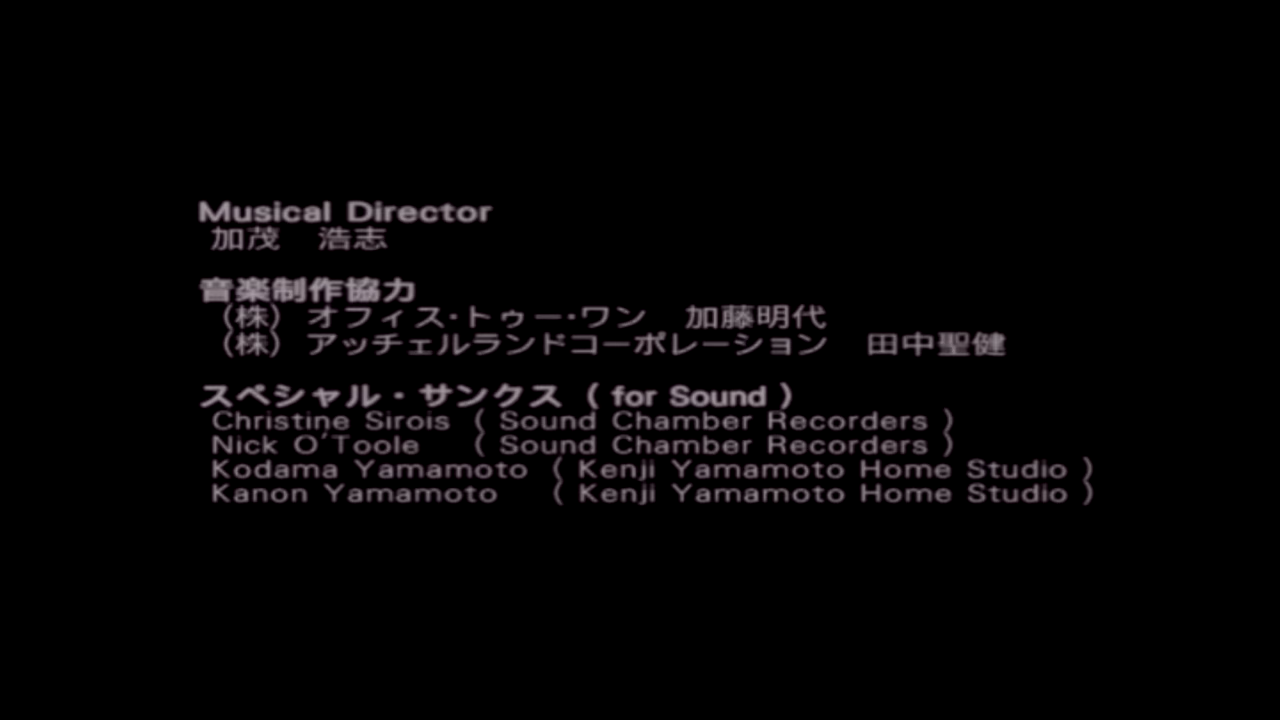 Musical Director
加茂　浩志
音楽制作協力
（株） オフィス・トゥー・ワン　加藤明代
（株） アッチェルランドコーポレーション　田中聖健
スペシャル・サンクス ( for Sound )
Christine Sirois ( Sound Chamber Recorders )
Nick O'Toole ( Sound Chamber Recorders )
Kodama Yamamoto ( Kenji Yamamoto Home Studio )
Kanon Yamamoto ( Kenji Yamamoto Home Studio )